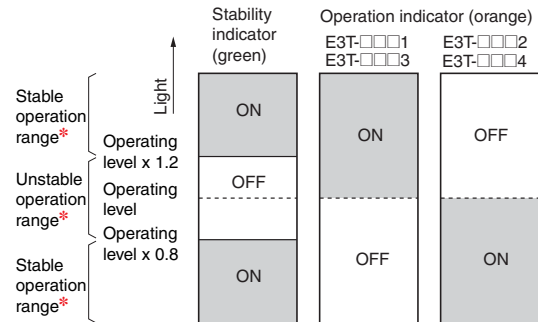 Stability
indicator
(green)
Operation indicator (orange)
E3T-□□□1
E3T-□□□3
E3T-□□□2
E3T-□□□4
Light
Stable
operation
range*
ON
ON
OFF
Operating
level x 1.2
Unstable
operation
range*
OFF
Operating
level
Operating
level x 0.8
Stable
operation
range*
ON
OFF
ON